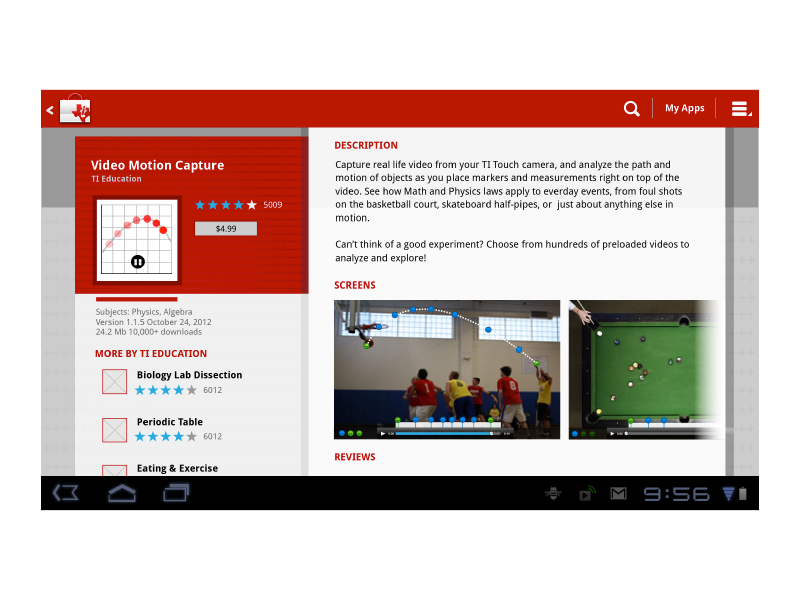 <
My Apps
Video Motion Capture
TI Education
5009
$4.99
Subjects: Physics, Algebra
Version 1.1.5 October 24, 2012
24.2 Mb 10,000+ downloads
MORE BY TI EDUCATION
Biology Lab Dissection
6012
Periodic Table
6012
Eating & Exercise
DESCRIPTION
Capture real life video from your TI Touch camera, and analyze the path and
motion of objects as you place markers and measurements right on top of the
video. See how Math and Physics laws apply to everday events, from foul shots
on the basketball court, skateboard half-pipes, or just about anything else in
motion.
Can't think of a good experiment? Choose from hundreds of preloaded videos to
analyze and explore!
SCREENS
REVIEWS
9:56